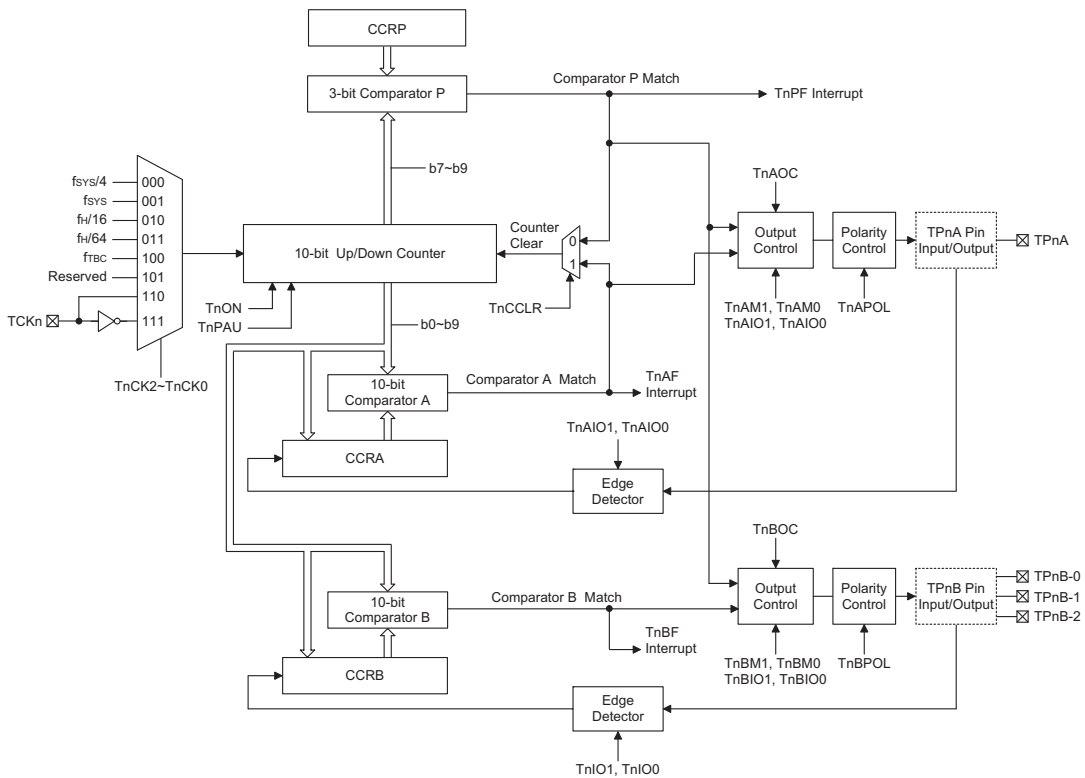 CCRP
3-bit Comparator P
Comparator P Match
TnPF Interrupt
b7~b9
fSYS/4
000
fSYS
001
fH/16
010
fH/64
011
fTBC
100
Reserved
101
110
TCKn
111
TnCK2~TnCK0
10-bit Up/Down Counter
TnON
TnPAU
b0~b9
Counter
Clear
0
1
TnCCLR
TnAOC
Output
Control
Polarity
Control
TPnA Pin
Input/Output
TPnA
TnAM1, TnAM0
TnAIO1, TnAIO0
TnAPOL
10-bit
Comparator A
Comparator A Match
TnAF
Interrupt
CCRA
TnAIO1, TnAIO0
Edge
Detector
TnBOC
Output
Control
Polarity
Control
TPnB Pin
Input/Output
TPnB-0
TPnB-1
TPnB-2
10-bit
Comparator B
Comparator B Match
TnBF
Interrupt
TnBM1, TnBM0
TnBIO1, TnBIO0
TnBPOL
CCRB
Edge
Detector
TnIO1, TnIO0